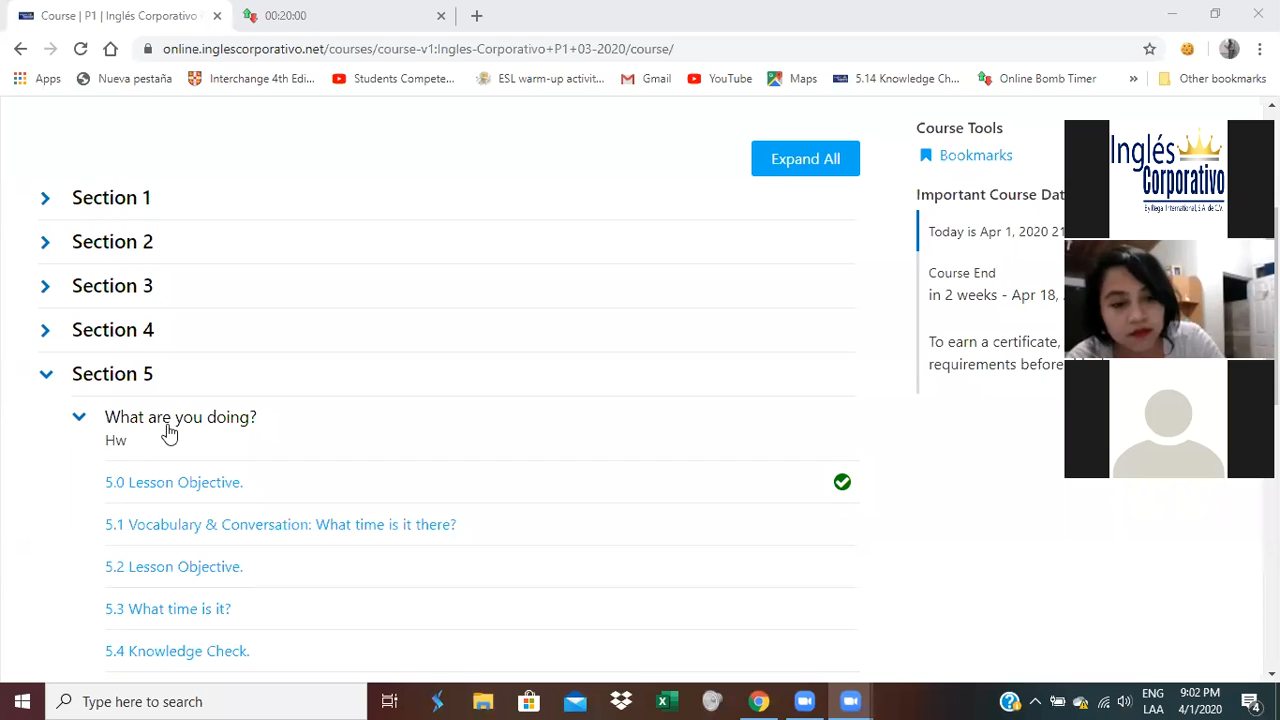 Course | P1 | Inglés Corporativo
00:20:00
online.inglescorporativo.net/courses/course-v1:Ingles-Corporativo+P1+03-2020/course/
Apps
Nueva pestaña
Interchange 4th Edi...
Students Compete...
ESL warm-up activit...
Gmail
YouTube
Maps
5.14 Knowledge Ch...
Online Bomb Timer
»
Other bookmarks
Expand All
Section 1
Section 2
Section 3
Section 4
Section 5
What are you doing?
Hw
5.0 Lesson Objective.
5.1 Vocabulary & Conversation: What time is it there?
5.2 Lesson Objective.
5.3 What time is it?
5.4 Knowledge Check.
Course Tools
Bookmarks
Important Course Dat
Today is Apr 1, 2020 21
Course End
in 2 weeks - Apr 18,
To earn a certificate,
requirements before
Inglés
Corporativo
Type here to search
ENG
LAA
9:02 PM
4/1/2020
4